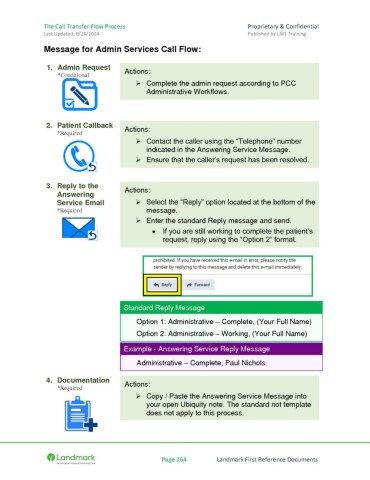 The Call Transfer Flow Process
Proprietary & Confidential
Last Updated: 6/24/2024
Published by LM1 Training
Message for Admin Services Call Flow:
1. Admin Request
*Conditional
Actions:
➢ Complete the admin request according to PCC
Administrative Workflows.
2. Patient Callback
*Required
Actions:
➢ Contact the caller using the “Telephone” number
indicated in the Answering Service Message.
➢ Ensure that the caller's request has been resolved.
3. Reply to the
Answering
Service Email
*Required
Actions:
➢ Select the “Reply” option located at the bottom of the
message.
➢ Enter the standard Reply message and send.
• If you are still working to complete the patient’s
request, reply using the “Option 2” format.
prohibited. If you have received this e-mail in error, please notify the
sender by replying to this message and delete this e-mail immediately.
Reply
Forward
Standard Reply Message
Option 1: Administrative – Complete, (Your Full Name)
Option 2: Administrative – Working, (Your Full Name)
Example - Answering Service Reply Message
Administrative – Complete, Paul Nichols
4. Documentation
*Required
Actions:
➢ Copy / Paste the Answering Service Message into
your open Ubiquity note. The standard not template
does not apply to this process.
Landmark
Page 164
Landmark First Reference Documents